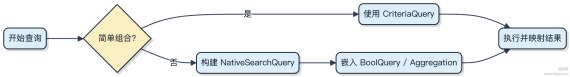 开始查询
简单组合?
是
使用 CriteriaQuery
否
构建 NativeSearchQuery
嵌入 BoolQuery / Aggregation
执行并映射结果